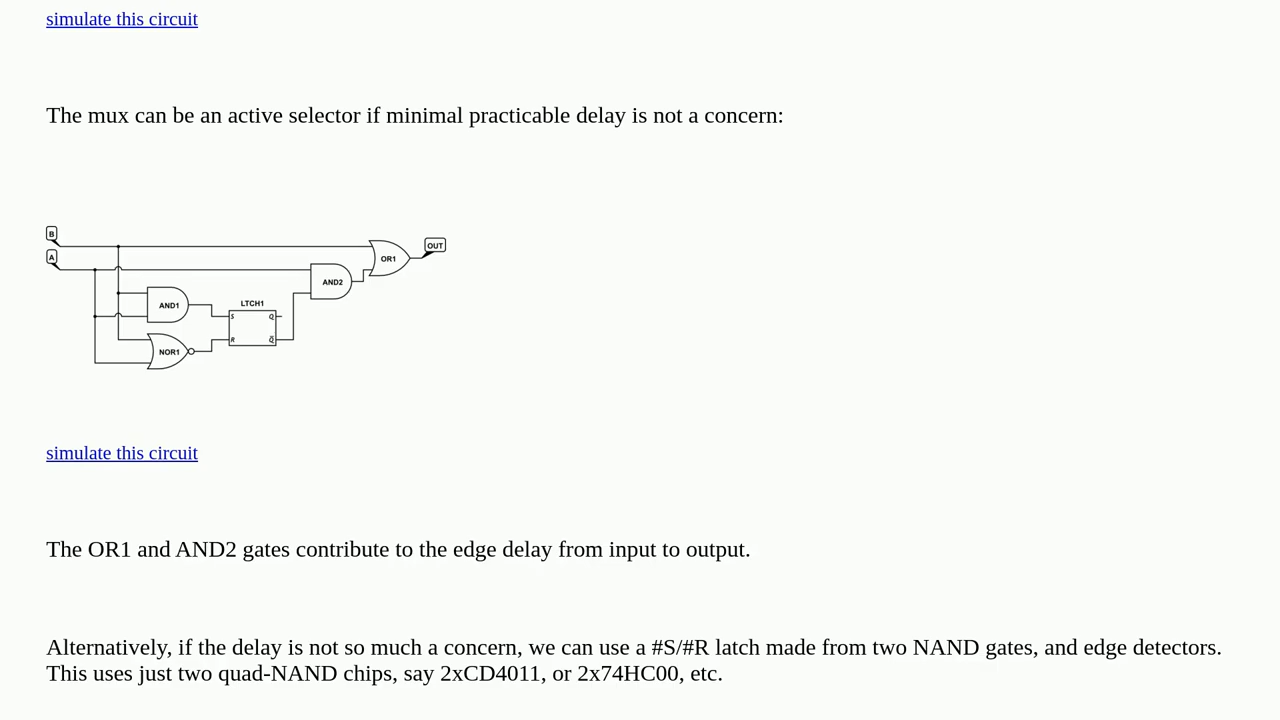 simulate this circuit
The mux can be an active selector if minimal practicable delay is not a concern:
B
A
OUT
OR1
AND2
AND1
LTCH1
S
Q
R
Q̅
NOR1
simulate this circuit
The OR1 and AND2 gates contribute to the edge delay from input to output.
Alternatively, if the delay is not so much a concern, we can use a #S/#R latch made from two NAND gates, and edge detectors.
This uses just two quad-NAND chips, say 2xCD4011, or 2x74HC00, etc.